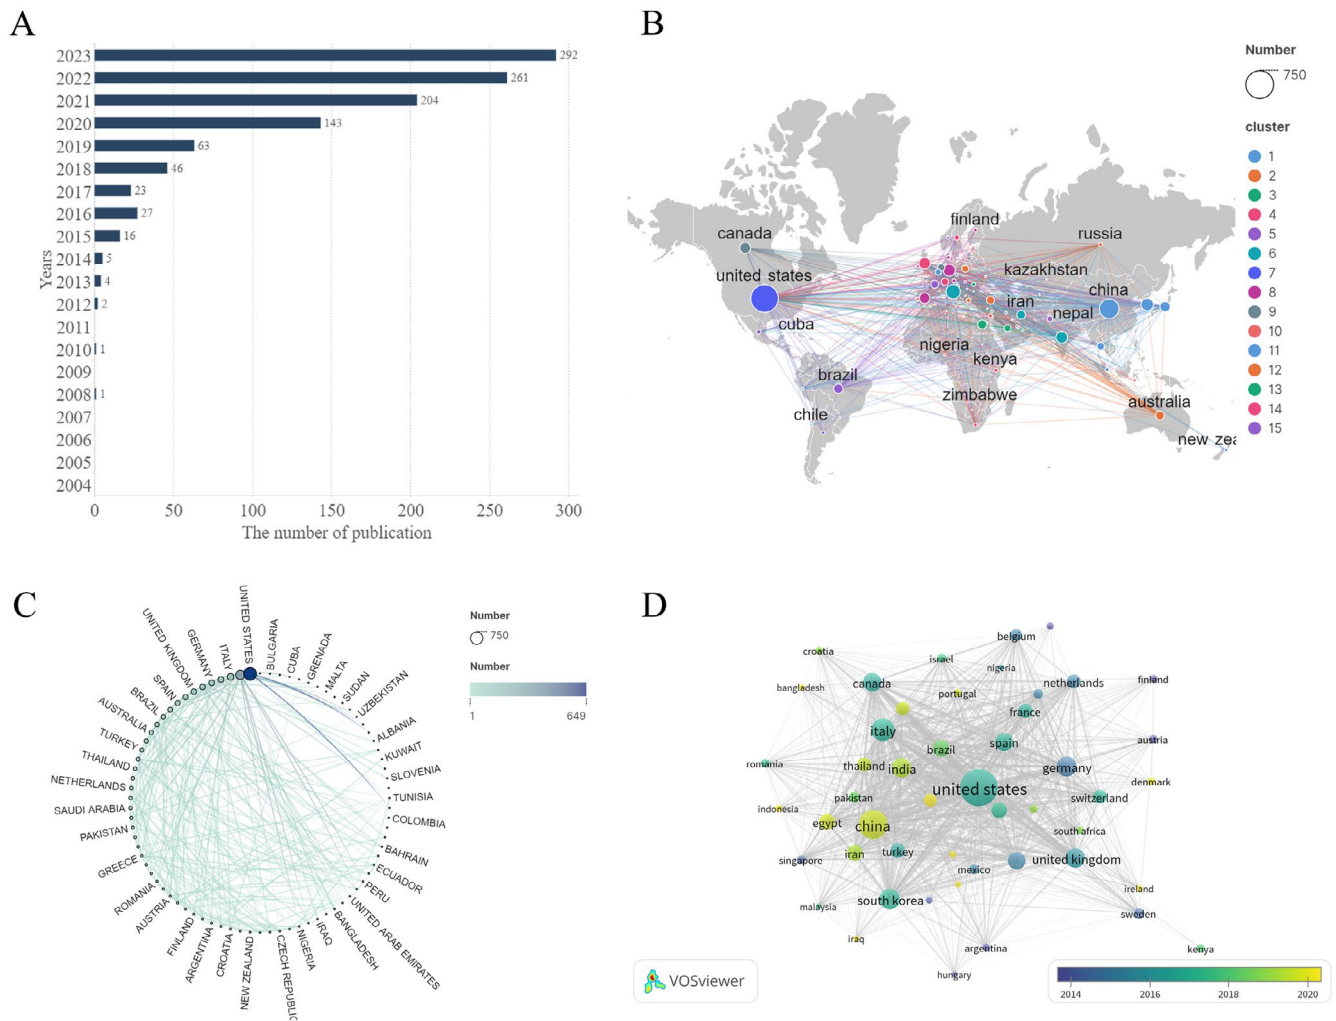 A
2023
292
2022
261
2021
204
2020
143
2019
63
2018
46
2017
23
2016
27
2015
16
2014
5
2013
4
2012
2
2011
2010
1
2009
2008
1
2007
2006
2005
2004
Years
0 50 100 150 200 250 300
The number of publication
B
Number
750
cluster
1
2
3
4
5
6
7
8
9
10
11
12
13
14
15
finland
canada
russia
united states
kazakhstan
china
iran
nepal
cuba
nigeria
kenya
brazil
zimbabwe
australia
chile
new zea
C
Number
750
Number
1 649
UNITED STATES
BULGARIA
CUBA
GRENADA
MALTA
SUDAN
UZBEKISTAN
ALBANIA
KUWAIT
SLOVENIA
TUNISIA
COLOMBIA
BAHRAIN
ECUADOR
PERU
UNITED ARAB EMIRATES
BANGLADESH
IRAQ
NIGERIA
CZECH REPUBLIC
NEW ZEALAND
CROATIA
ARGENTINA
FINLAND
AUSTRIA
ROMANIA
GREECE
PAKISTAN
SAUDI ARABIA
NETHERLANDS
THAILAND
TURKEY
AUSTRALIA
BRAZIL
SPAIN
UNITED KINGDOM
GERMANY
ITALY
D
belgium
croatia
israel
nigeria
canada
bangladesh
portugal
netherlands
finland
france
italy
brazil
spain
austria
romania
thailand
india
germany
denmark
united states
pakistan
switzerland
indonesia
egypt
china
south africa
iran
turkey
singapore
mexico
united kingdom
malaysia
south korea
ireland
sweden
iraq
argentina
kenya
hungary
VOSviewer
2014 2016 2018 2020